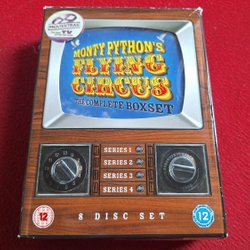 MONTY PYTHON'S
FLYING
CIRCUS
THE COMPLETE BOXSET
SERIES 1
SERIES 2
SERIES 3
SERIES 4
12
8 DISC SET
12